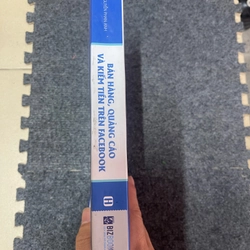 BÁN HÀNG, QUẢNG CÁO
VÀ KIẾM TIỀN TRÊN FACEBOOK